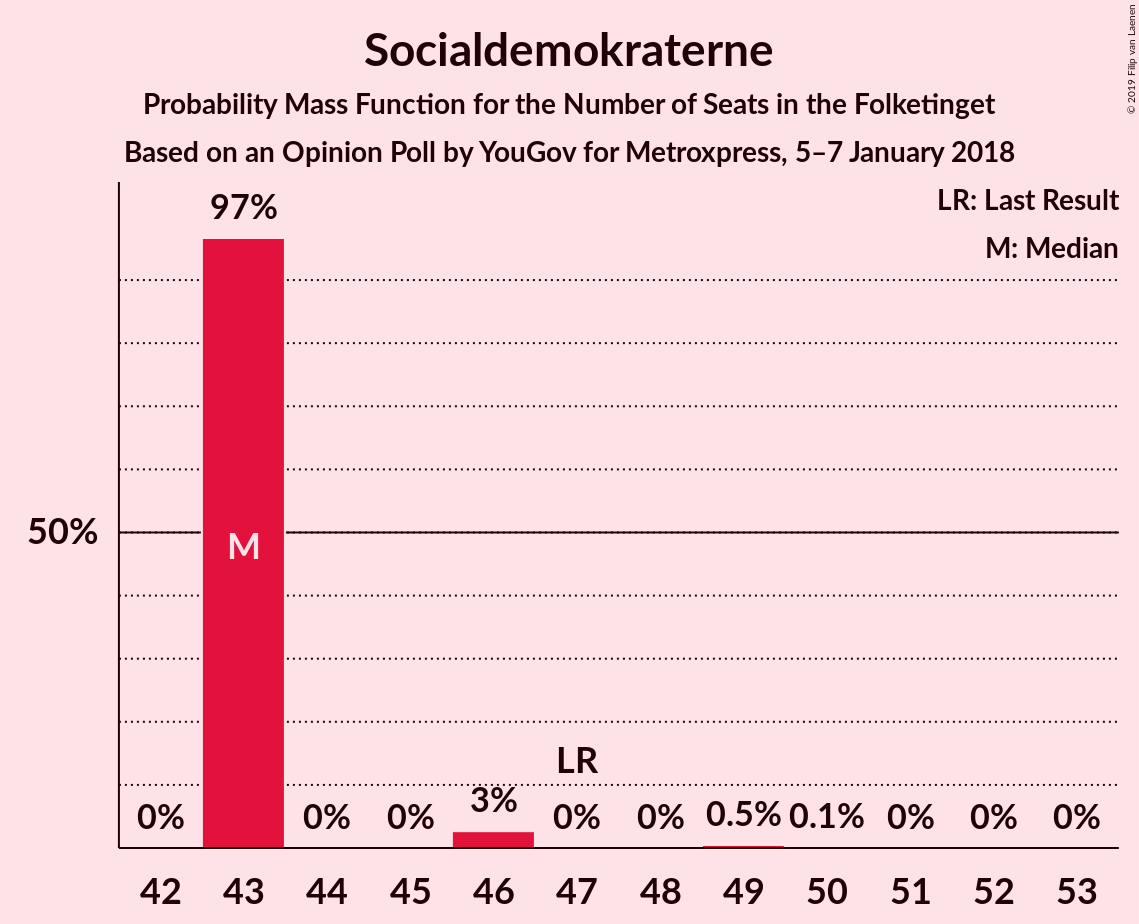 Socialdemokraterne
Probability Mass Function for the Number of Seats in the Folketinget
Based on an Opinion Poll by YouGov for Metroxpress, 5–7 January 2018
© 2019 Filip van Laenen
LR: Last Result
M: Median
97%
50%
M
LR
0% 0% 0% 3% 0% 0% 0.5% 0.1% 0% 0% 0%
42 43 44 45 46 47 48 49 50 51 52 53